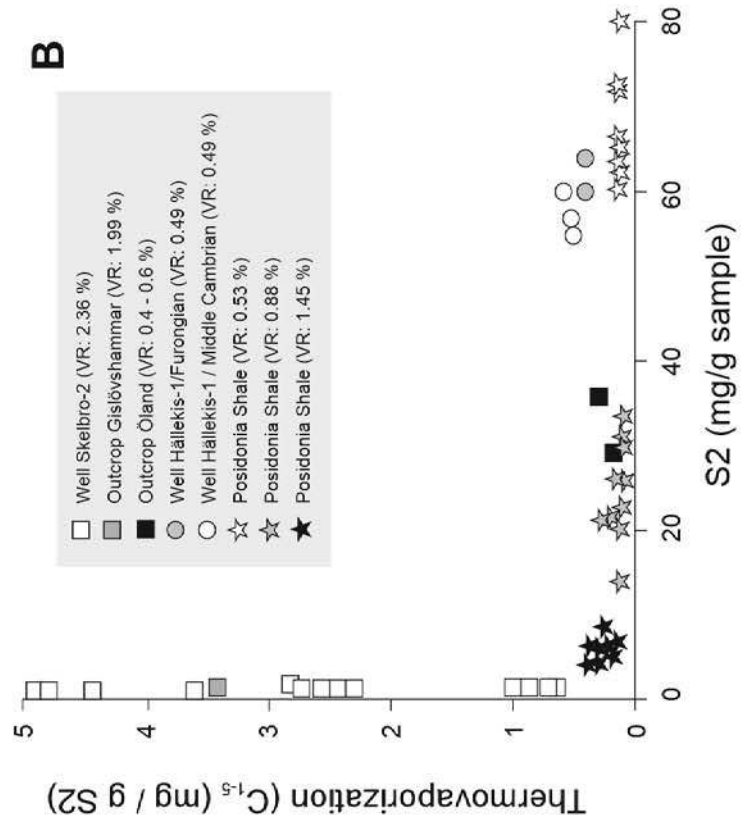 B
Well Skelbro-2 (VR: 2.36 %)
Outcrop Gislövshammar (VR: 1.99 %)
Outcrop Öland (VR: 0.4 - 0.6 %)
Well Hällekis-1/Furongian (VR: 0.49 %)
Well Hällekis-1 / Middle Cambrian (VR: 0.49 %)
Posidonia Shale (VR: 0.53 %)
Posidonia Shale (VR: 0.88 %)
Posidonia Shale (VR: 1.45 %)
Thermovaporization (C₁₋₅ (mg / g S2)
5
4
3
2
1
0
0
20
40
60
80
S2 (mg/g sample)